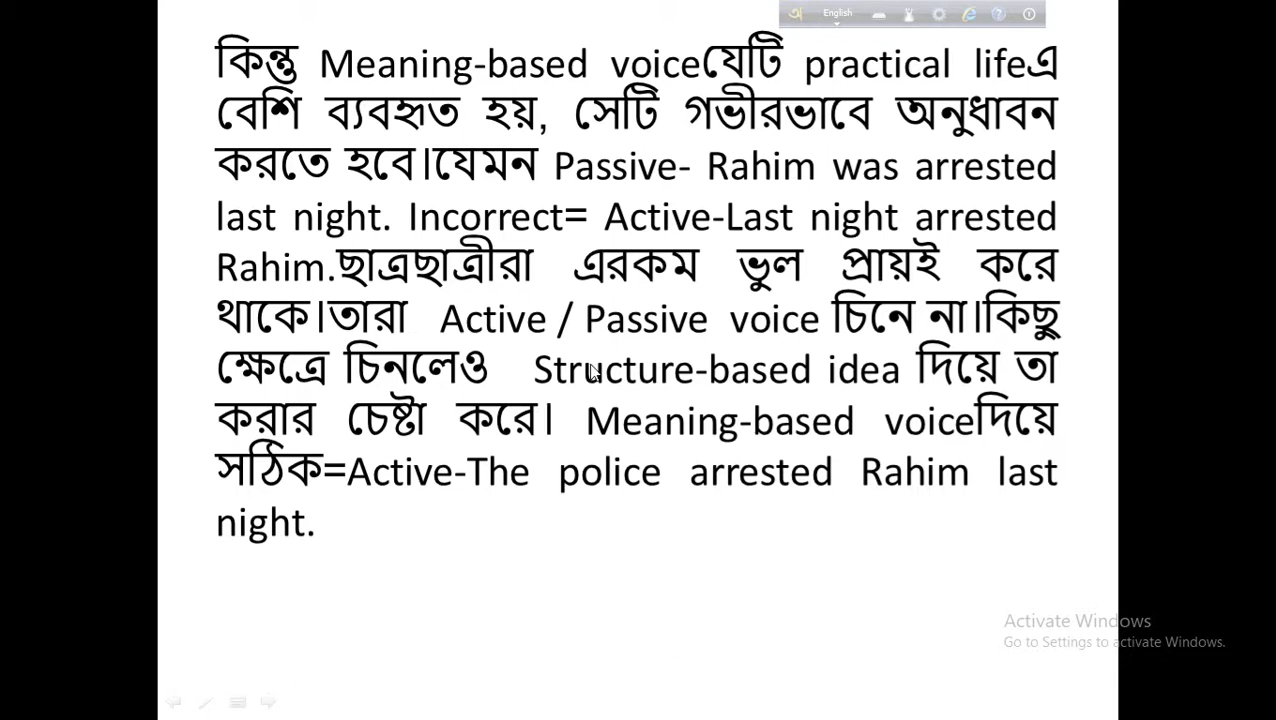 English
কিন্তু Meaning-based voiceযেটি practical lifeএ
বেশি ব্যবহৃত হয়, সেটি গভীরভাবে অনুধাবন
করতে হবে।যেমন Passive- Rahim was arrested
last night. Incorrect= Active-Last night arrested
Rahim.ছাত্রছাত্রীরা এরকম ভুল প্রায়ই করে
থাকে।তারা Active / Passive voice চিনে না।কিছু
ক্ষেত্রে চিনলেও Structure-based idea দিয়ে তা
করার চেষ্টা করে। Meaning-based voiceদিয়ে
সঠিক=Active-The police arrested Rahim last
night.
Activate Windows
Go to Settings to activate Windows.